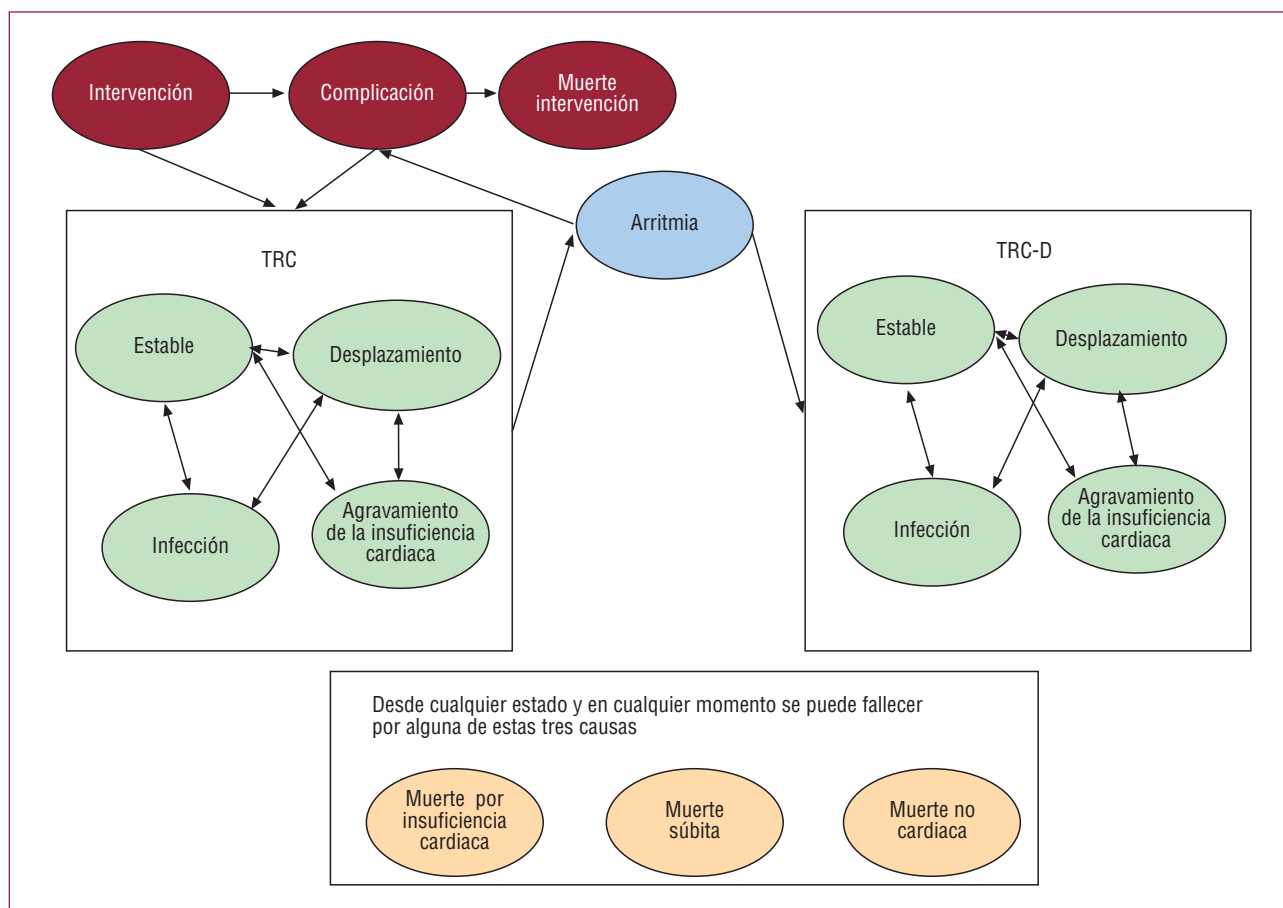 Intervención
Complicación
Muerte
intervención
Arritmia
TRC
Estable
Desplazamiento
Infección
Agravamiento
de la insuficiencia
cardiaca
TRC-D
Estable
Desplazamiento
Infección
Agravamiento
de la insuficiencia
cardiaca
Desde cualquier estado y en cualquier momento se puede fallecer
por alguna de estas tres causas
Muerte por
insuficiencia
cardiaca
Muerte
súbita
Muerte no
cardiaca